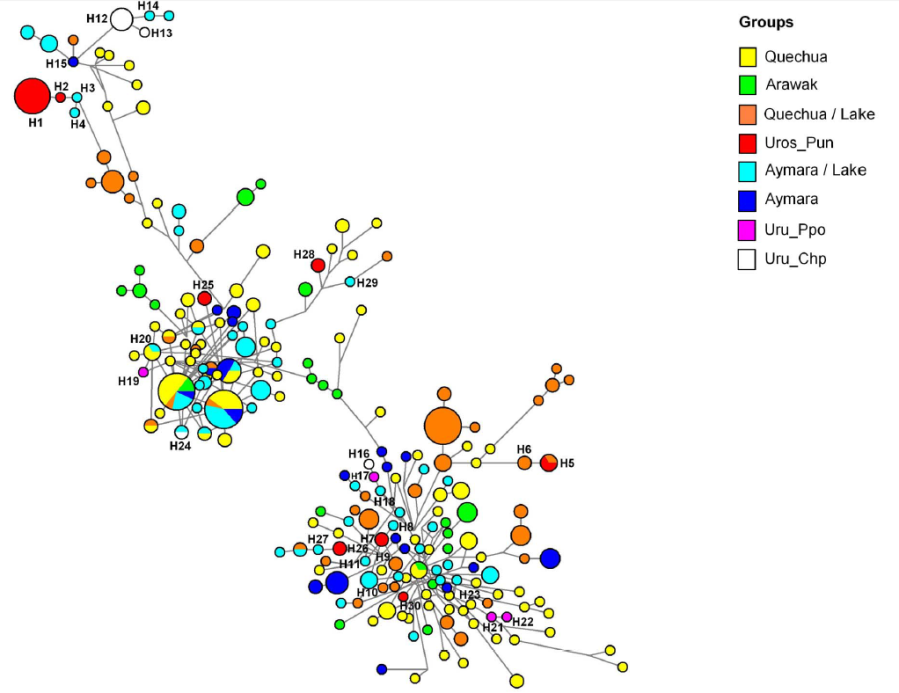 H14
H12
H13
H15
H2
H3
H1
H4
Groups
Quechua
Arawak
Quechua / Lake
Uros_Pun
Aymara / Lake
Aymara
Uru_Ppo
Uru_Chp
H28
H29
H25
H20
H19
H24
H16
H17
H18
H6
H5
H8
H7
H27
H26
H9
H11
H10
H30
H23
H21
H22